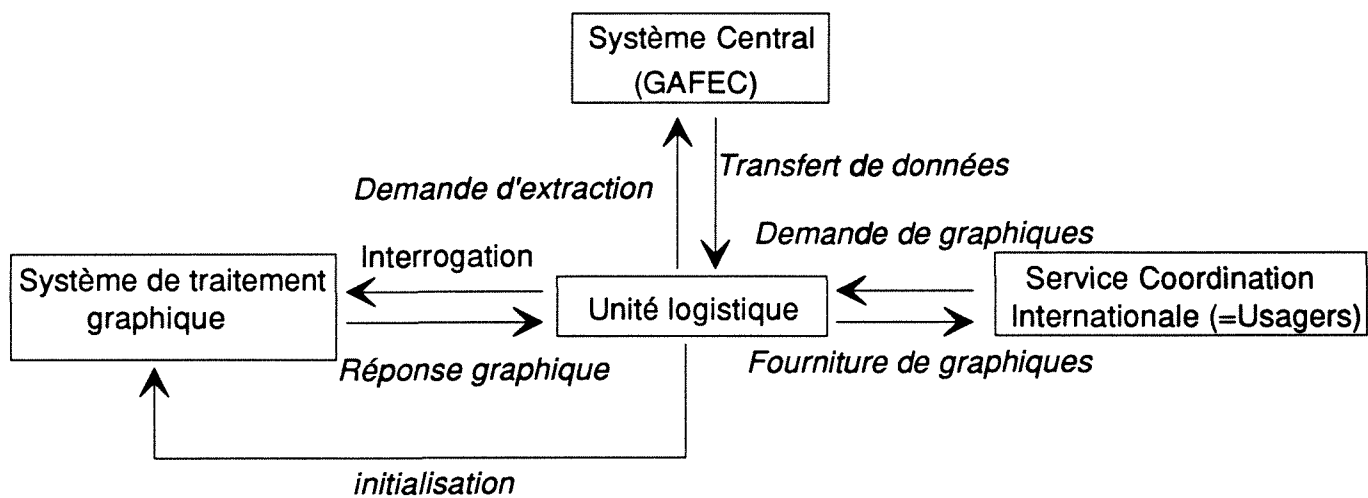 Système Central
(GAFEC)
Demande d'extraction
Transfert de données
Demande de graphiques
Interrogation
Système de traitement
graphique
Unité logistique
Service Coordination
Internationale (=Usagers)
Réponse graphique
Fourniture de graphiques
initialisation